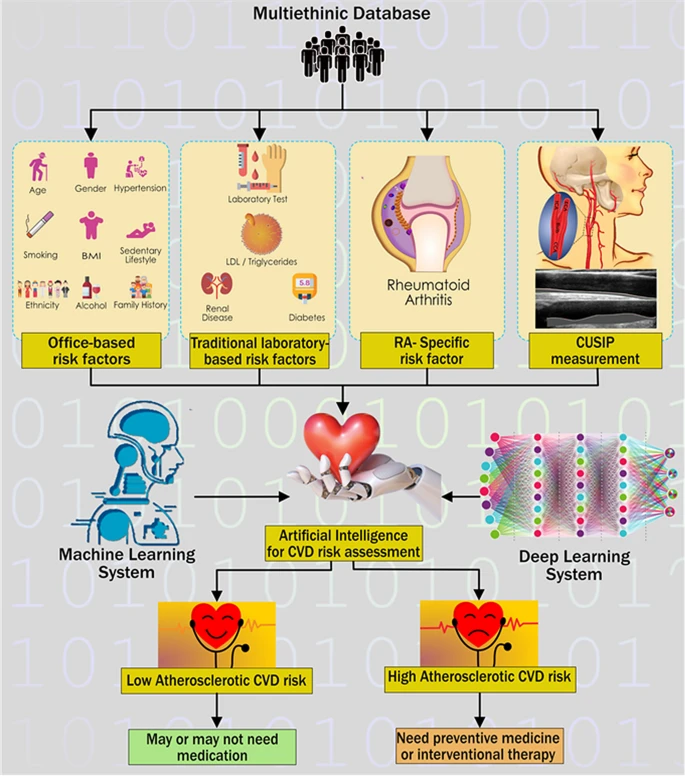 Multiethinic Database
Age
Gender
Hypertension
Smoking
BMI
Sedentary
Lifestyle
Ethnicity
Alcohol
Family History
Office-based
risk factors
Laboratory Test
LDL / Triglycerides
Renal
Disease
5.8
Diabetes
Traditional laboratory-
based risk factors
Rheumatoid
Arthritis
RA- Specific
risk factor
CUSIP
measurement
Machine Learning
System
Artificial Intelligence
for CVD risk assessment
Deep Learning
System
Low Atherosclerotic CVD risk
High Atherosclerotic CVD risk
May or may not need
medication
Need preventive medicine
or interventional therapy